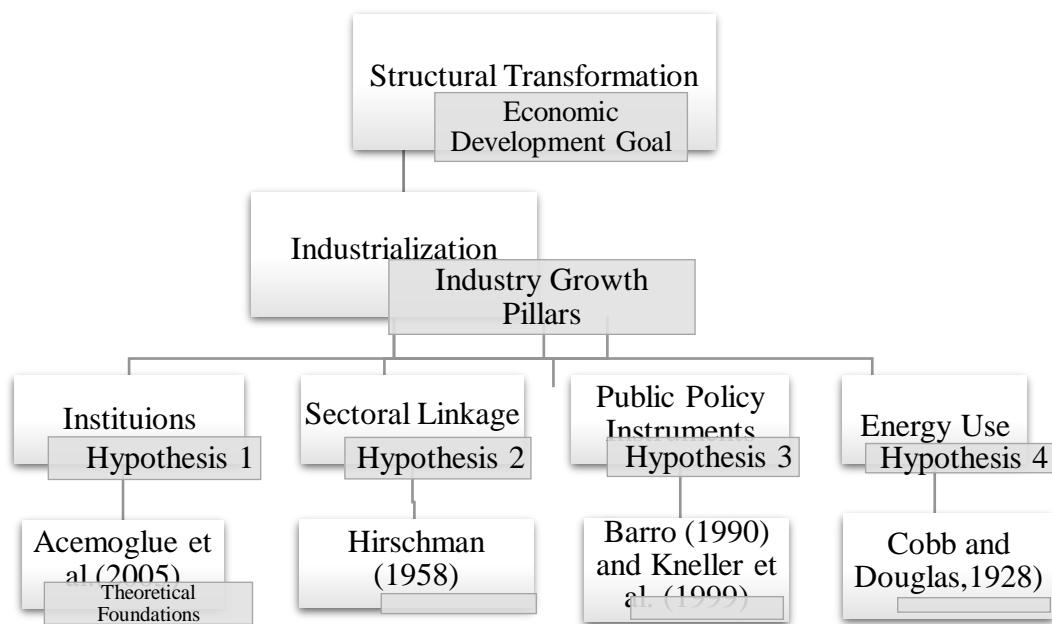 Structural Transformation
Economic
Development Goal
Industrialization
Industry Growth
Pillars
Instituions
Hypothesis 1
Sectoral Linkage
Hypothesis 2
Public Policy
Instruments
Hypothesis 3
Energy Use
Hypothesis 4
Acemoglue et
al.(2005)
Theoretical
Foundations
Hirschman
(1958)
Barro (1990)
and Kneller et
al. (1999)
Cobb and
Douglas,1928)